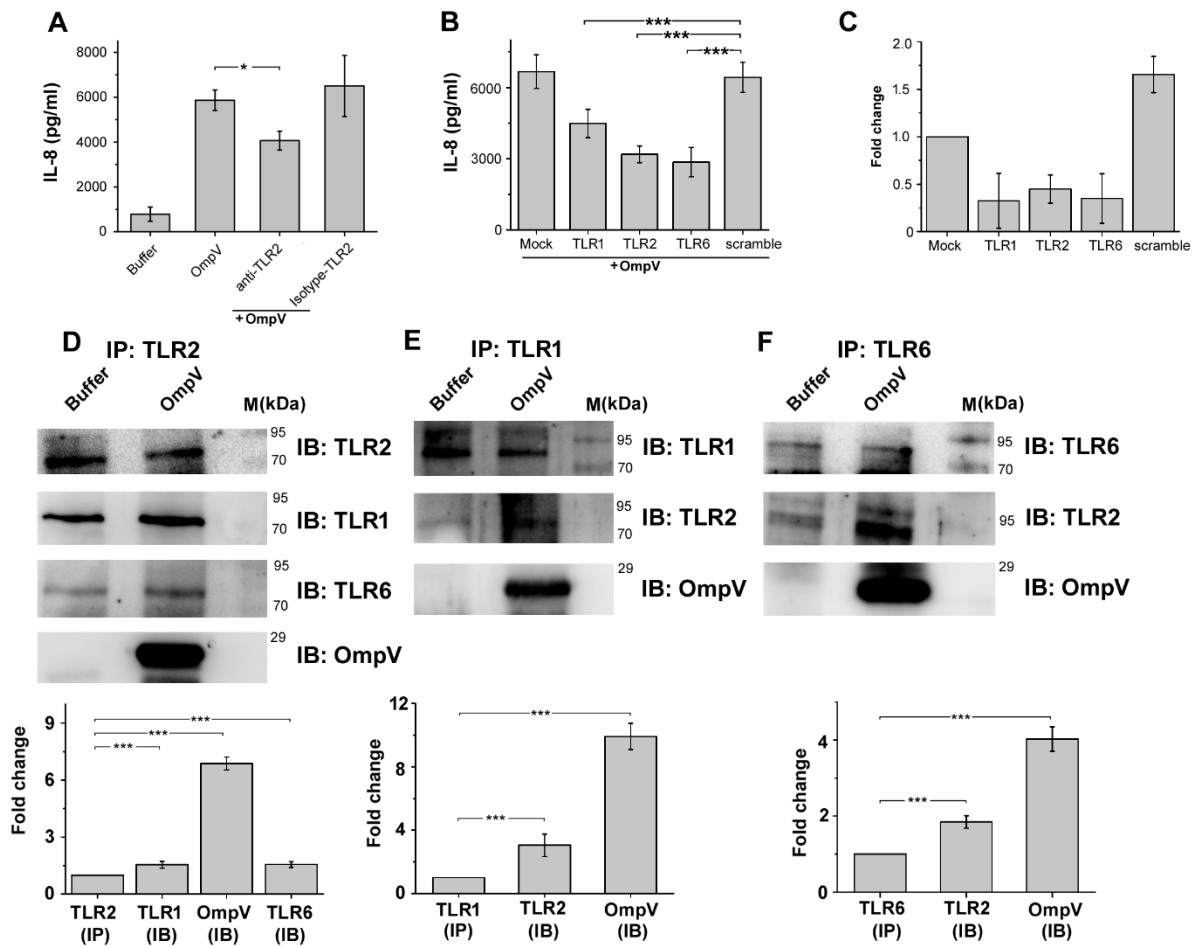 A
IL-8 (pg/ml)
8000
6000
4000
2000
0
*
Buffer
OmpV
anti-TLR2
Isotype-TLR2
+OmpV
B
IL-8 (pg/ml)
6000
3000
0
***
***
***
Mock
TLR1
TLR2
TLR6
scramble
+OmpV
C
Fold change
2.0
1.5
1.0
0.5
0
Mock
TLR1
TLR2
TLR6
scramble
D
IP: TLR2
Buffer
OmpV
M(kDa)
95
70
IB: TLR2
95
70
IB: TLR1
95
70
IB: TLR6
29
IB: OmpV
Fold change
9
6
3
0
***
***
***
TLR2 (IP)
TLR1 (IB)
OmpV (IB)
TLR6 (IB)
E
IP: TLR1
Buffer
OmpV
M(kDa)
95
70
IB: TLR1
95
70
IB: TLR2
29
IB: OmpV
Fold change
12
8
4
0
***
***
TLR1 (IP)
TLR2 (IB)
OmpV (IB)
F
IP: TLR6
Buffer
OmpV
M(kDa)
95
70
IB: TLR6
95
IB: TLR2
29
IB: OmpV
Fold change
4
2
0
***
***
TLR6 (IP)
TLR2 (IB)
OmpV (IB)